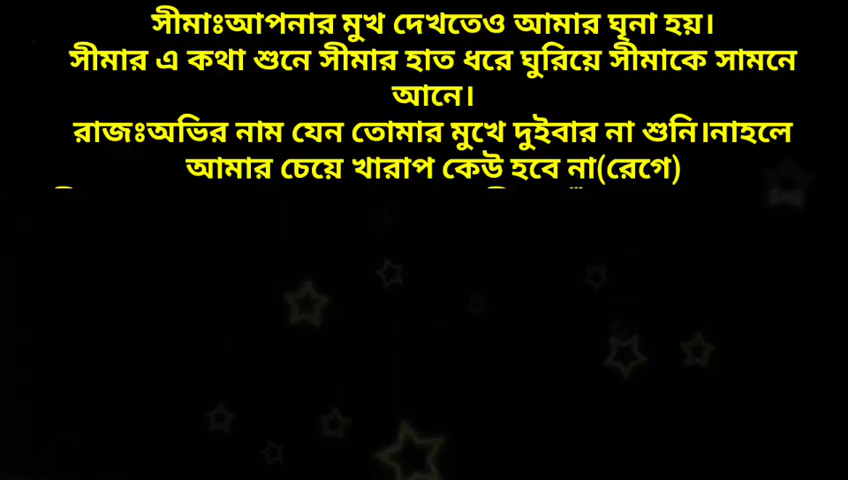 সীমাঃআপনার মুখ দেখতেও আমার ঘৃনা হয়।
সীমার এ কথা শুনে সীমার হাত ধরে ঘুরিয়ে সীমাকে সামনে
আনে।
রাজঃঅভির নাম যেন তোমার মুখে দুইবার না শুনি।নাহলে
আমার চেয়ে খারাপ কেউ হবে না(রেগে)